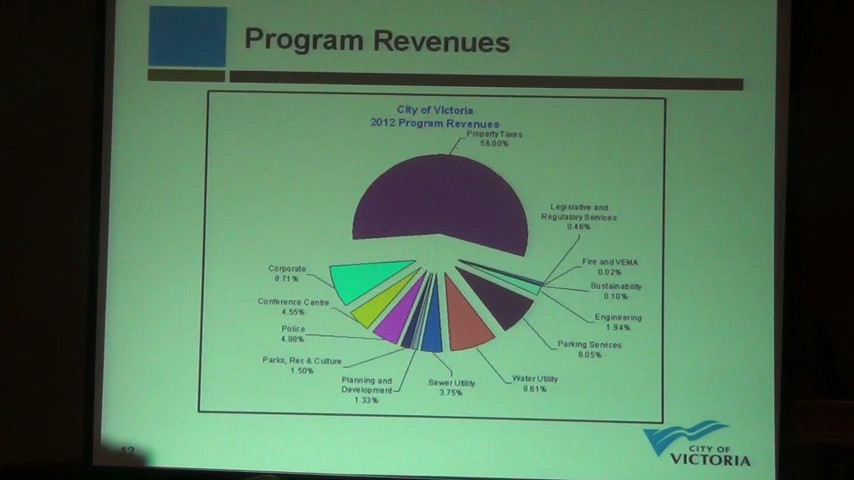 Program Revenues
City of Victoria
2012 Program Revenues
Property Taxes
56.00%
Legislative and
Regulatory Services
0.46%
Fire and VEMA
0.02%
Sustainability
0.10%
Engineering
1.94%
Parking Services
8.05%
Water Utility
8.61%
Sewer Utility
3.75%
Planning and
Development
1.33%
Parks, Rec & Culture
1.50%
Police
4.98%
Conference Centre
4.55%
Corporate
8.71%
12
CITY OF
VICTORIA